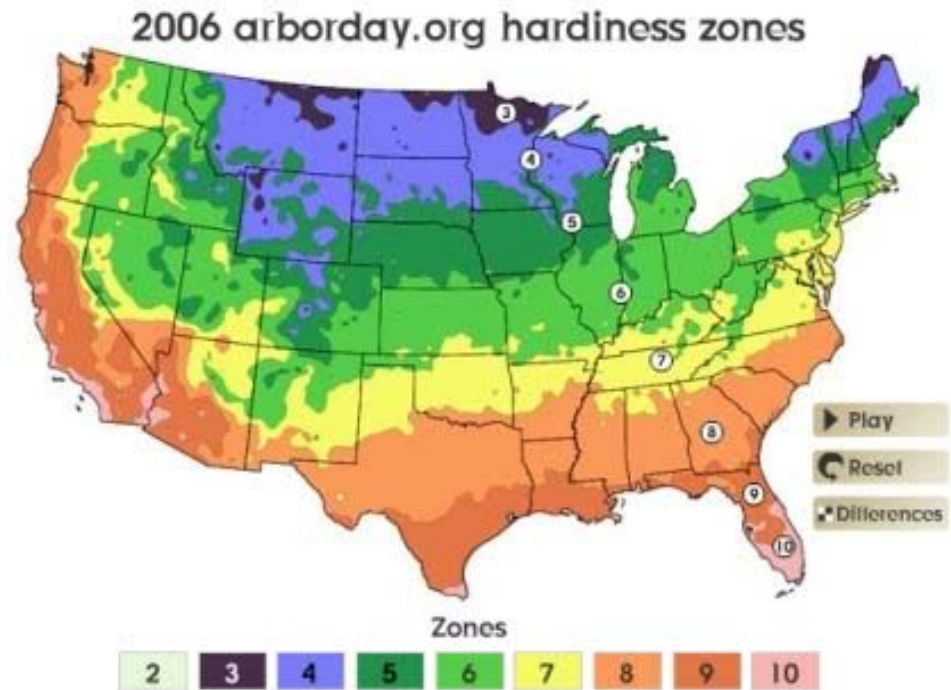 2006 arborday.org hardiness zones
3
4
5
6
7
8
9
10
Play
Reset
Differences
Zones
2 3 4 5 6 7 8 9 10